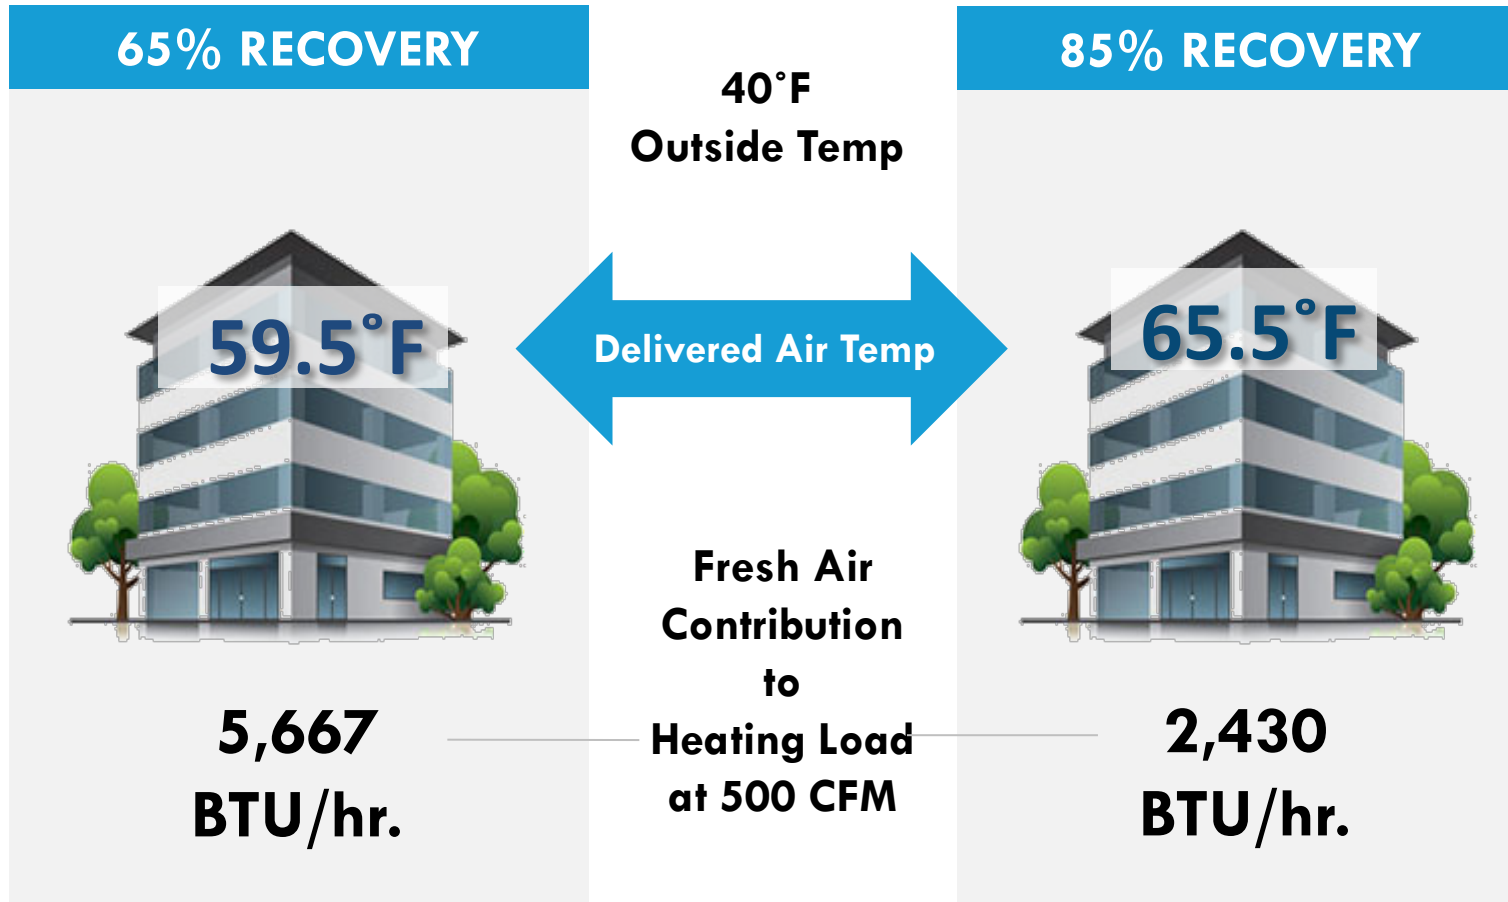 65% RECOVERY
40˚F
Outside Temp
85% RECOVERY
59.5˚F
Delivered Air Temp
65.5˚F
Fresh Air
Contribution
to
Heating Load
at 500 CFM
5,667
BTU/hr.
2,430
BTU/hr.